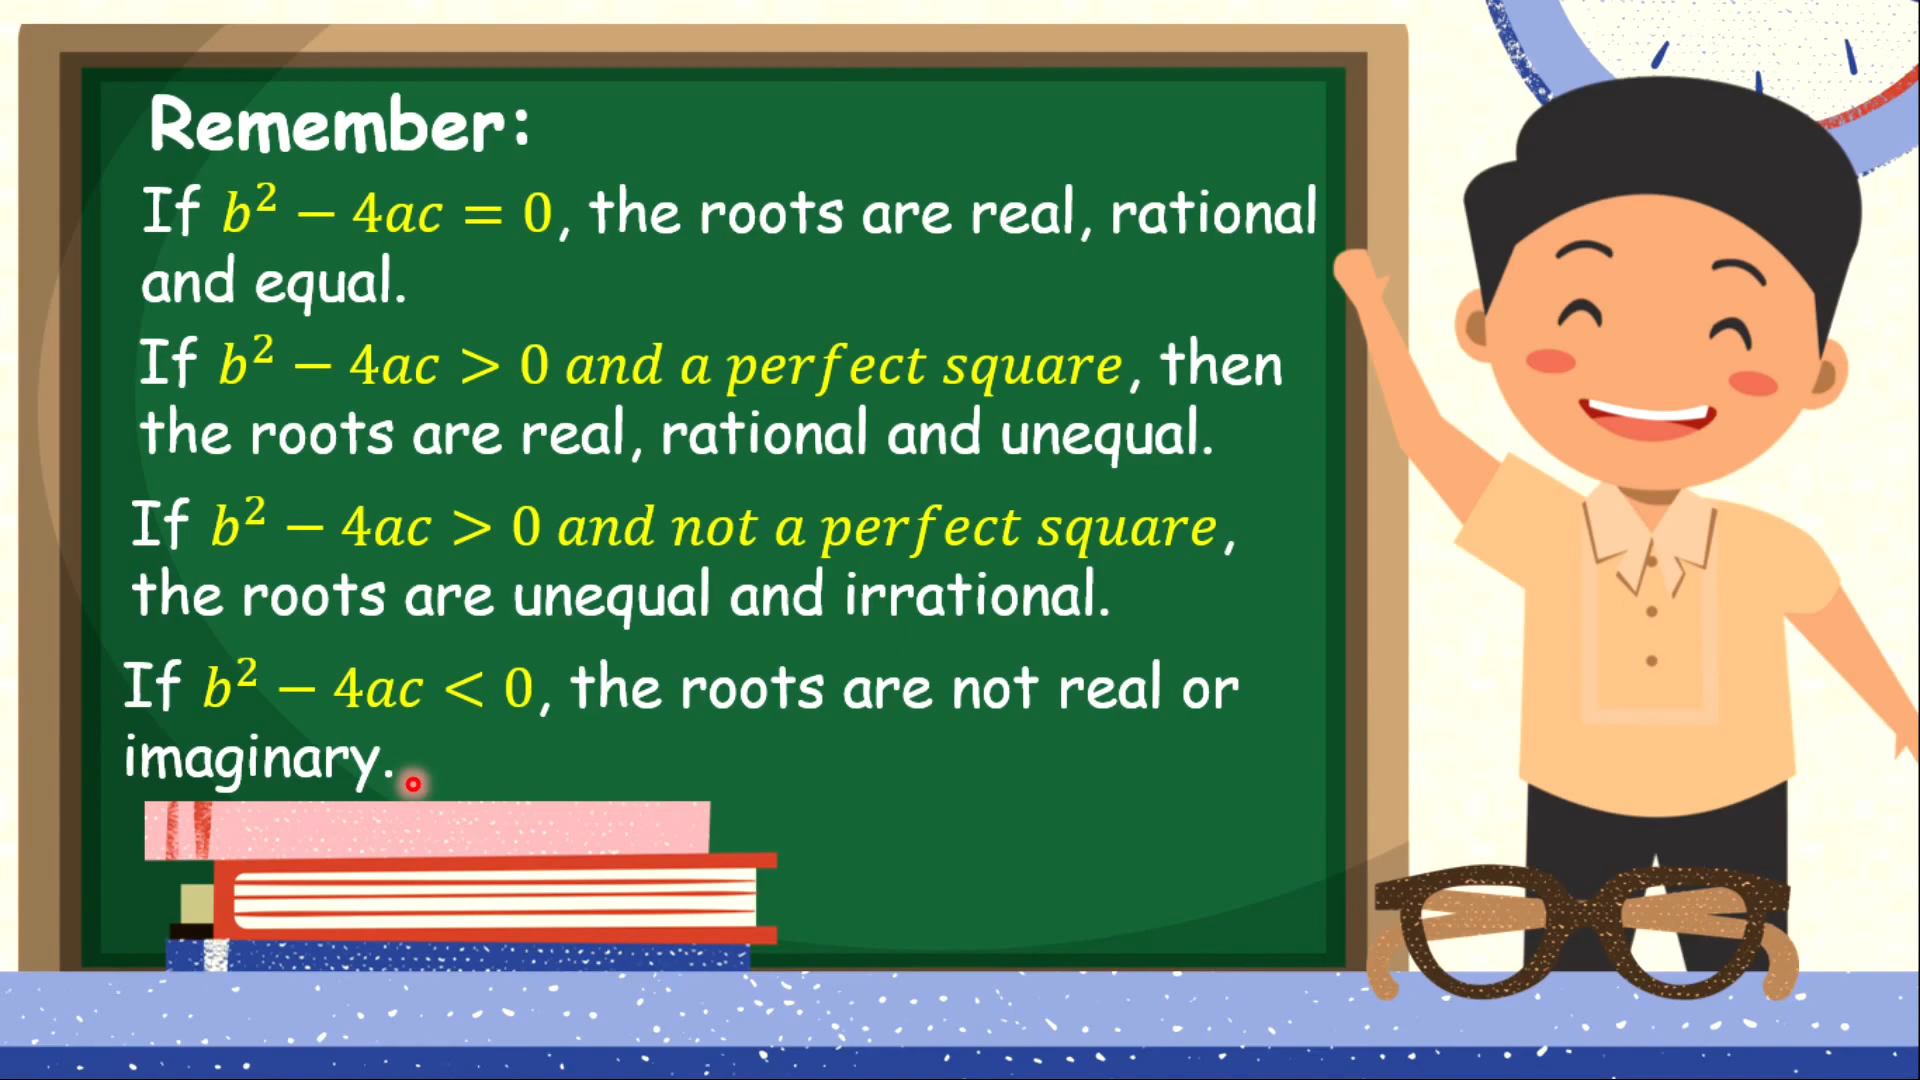 Remember:
If b² − 4ac = 0, the roots are real, rational
and equal.
If b² − 4ac > 0 and a perfect square, then
the roots are real, rational and unequal.
If b² − 4ac > 0 and not a perfect square,
the roots are unequal and irrational.
If b² − 4ac < 0, the roots are not real or
imaginary.